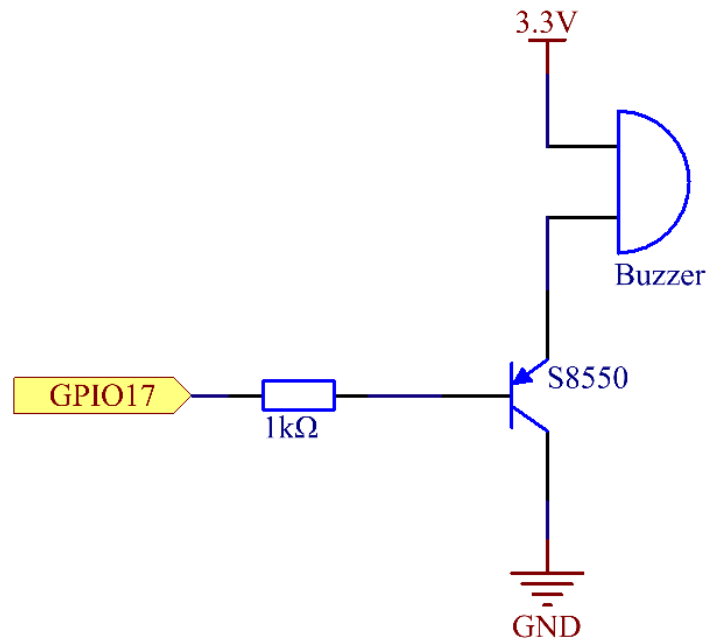 3.3V
Buzzer
S8550
GPIO17
1kΩ
GND